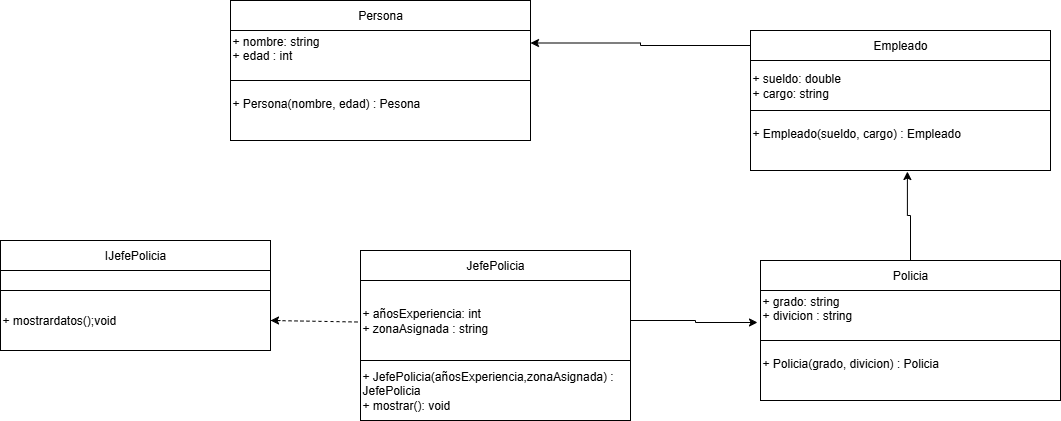 Persona
+ nombre: string
+ edad : int
+ Persona(nombre, edad) : Pesona
Empleado
+ sueldo: double
+ cargo: string
+ Empleado(sueldo, cargo) : Empleado
IJefePolicia
+ mostrardatos();void
JefePolicia
+ añosExperiencia: int
+ zonaAsignada : string
+ JefePolicia(añosExperiencia,zonaAsignada) :
JefePolicia
+ mostrar(): void
Policia
+ grado: string
+ divicion : string
+ Policia(grado, divicion) : Policia